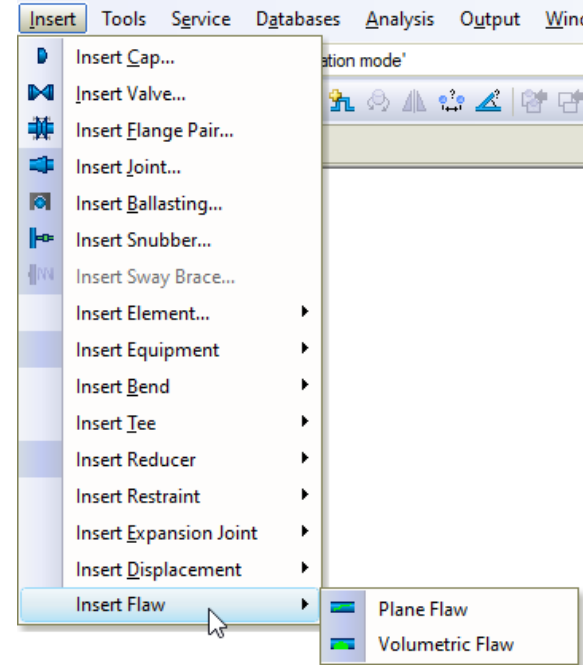 Insert Tools Service Databases Analysis Output
Insert Cap...
ation mode'
Insert Valve...
Insert Flange Pair...
Insert Joint...
Insert Ballasting...
Insert Snubber...
Insert Sway Brace...
Insert Element...
Insert Equipment
Insert Bend
Insert Tee
Insert Reducer
Insert Restraint
Insert Expansion Joint
Insert Displacement
Insert Flaw
Plane Flaw
Volumetric Flaw